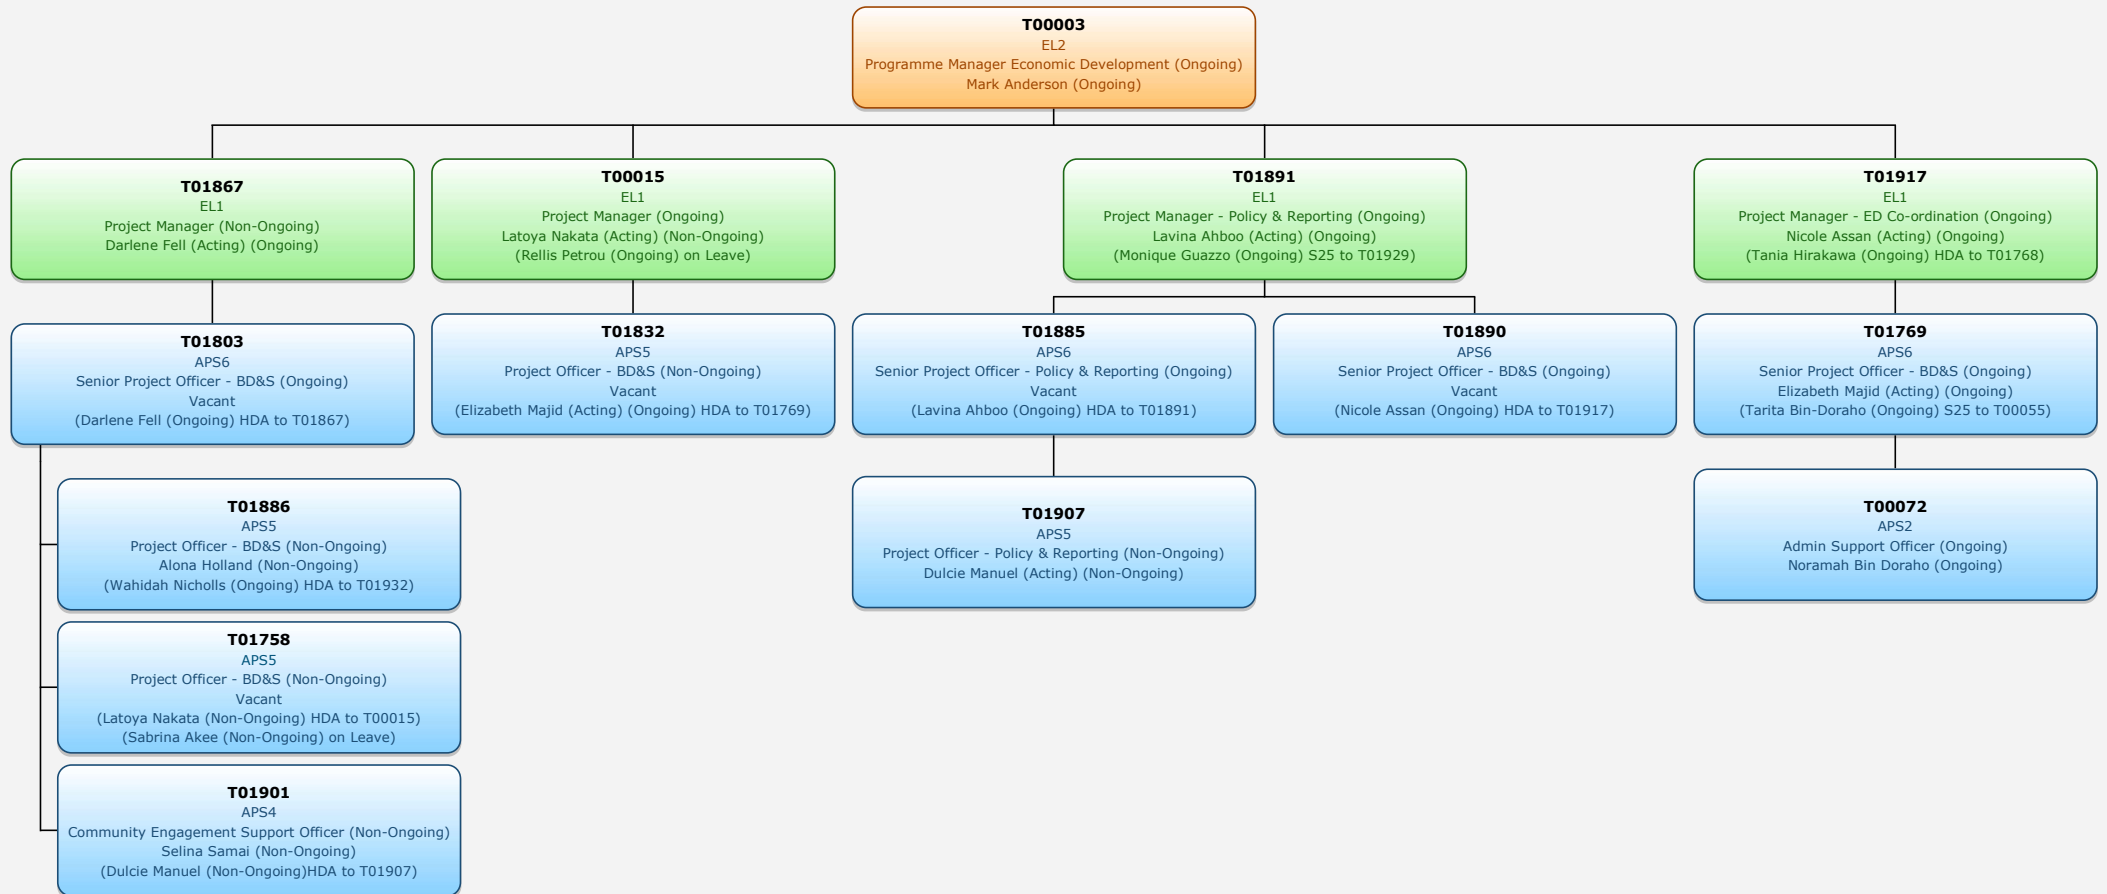 T00003
EL2
Programme Manager Economic Development (Ongoing)
Mark Anderson (Ongoing)
T01867
EL1
Project Manager (Non-Ongoing)
Darlene Fell (Acting) (Ongoing)
T00015
EL1
Project Manager (Ongoing)
Latoya Nakata (Acting) (Non-Ongoing)
(Rellis Petrou (Ongoing) on Leave)
T01891
EL1
Project Manager - Policy & Reporting (Ongoing)
Lavina Ahboo (Acting) (Ongoing)
(Monique Guazzo (Ongoing) S25 to T01929)
T01917
EL1
Project Manager - ED Co-ordination (Ongoing)
Nicole Assan (Acting) (Ongoing)
(Tania Hirakawa (Ongoing) HDA to T01768)
T01803
APS6
Senior Project Officer - BD&S (Ongoing)
Vacant
(Darlene Fell (Ongoing) HDA to T01867)
T01832
APS5
Project Officer - BD&S (Non-Ongoing)
Vacant
(Elizabeth Majid (Acting) (Ongoing) HDA to T01769)
T01885
APS6
Senior Project Officer - Policy & Reporting (Ongoing)
Vacant
(Lavina Ahboo (Ongoing) HDA to T01891)
T01890
APS6
Senior Project Officer - BD&S (Ongoing)
Vacant
(Nicole Assan (Ongoing) HDA to T01917)
T01769
APS6
Senior Project Officer - BD&S (Ongoing)
Elizabeth Majid (Acting) (Ongoing)
(Tarita Bin-Doraho (Ongoing) S25 to T00055)
T01886
APS5
Project Officer - BD&S (Non-Ongoing)
Alona Holland (Non-Ongoing)
(Wahidah Nicholls (Ongoing) HDA to T01932)
T01907
APS5
Project Officer - Policy & Reporting (Non-Ongoing)
Dulcie Manuel (Acting) (Non-Ongoing)
T00072
APS2
Admin Support Officer (Ongoing)
Noramah Bin Doraho (Ongoing)
T01758
APS5
Project Officer - BD&S (Non-Ongoing)
Vacant
(Latoya Nakata (Non-Ongoing) HDA to T00015)
(Sabrina Akee (Non-Ongoing) on Leave)
T01901
APS4
Community Engagement Support Officer (Non-Ongoing)
Selina Samai (Non-Ongoing)
(Dulcie Manuel (Non-Ongoing)HDA to T01907)